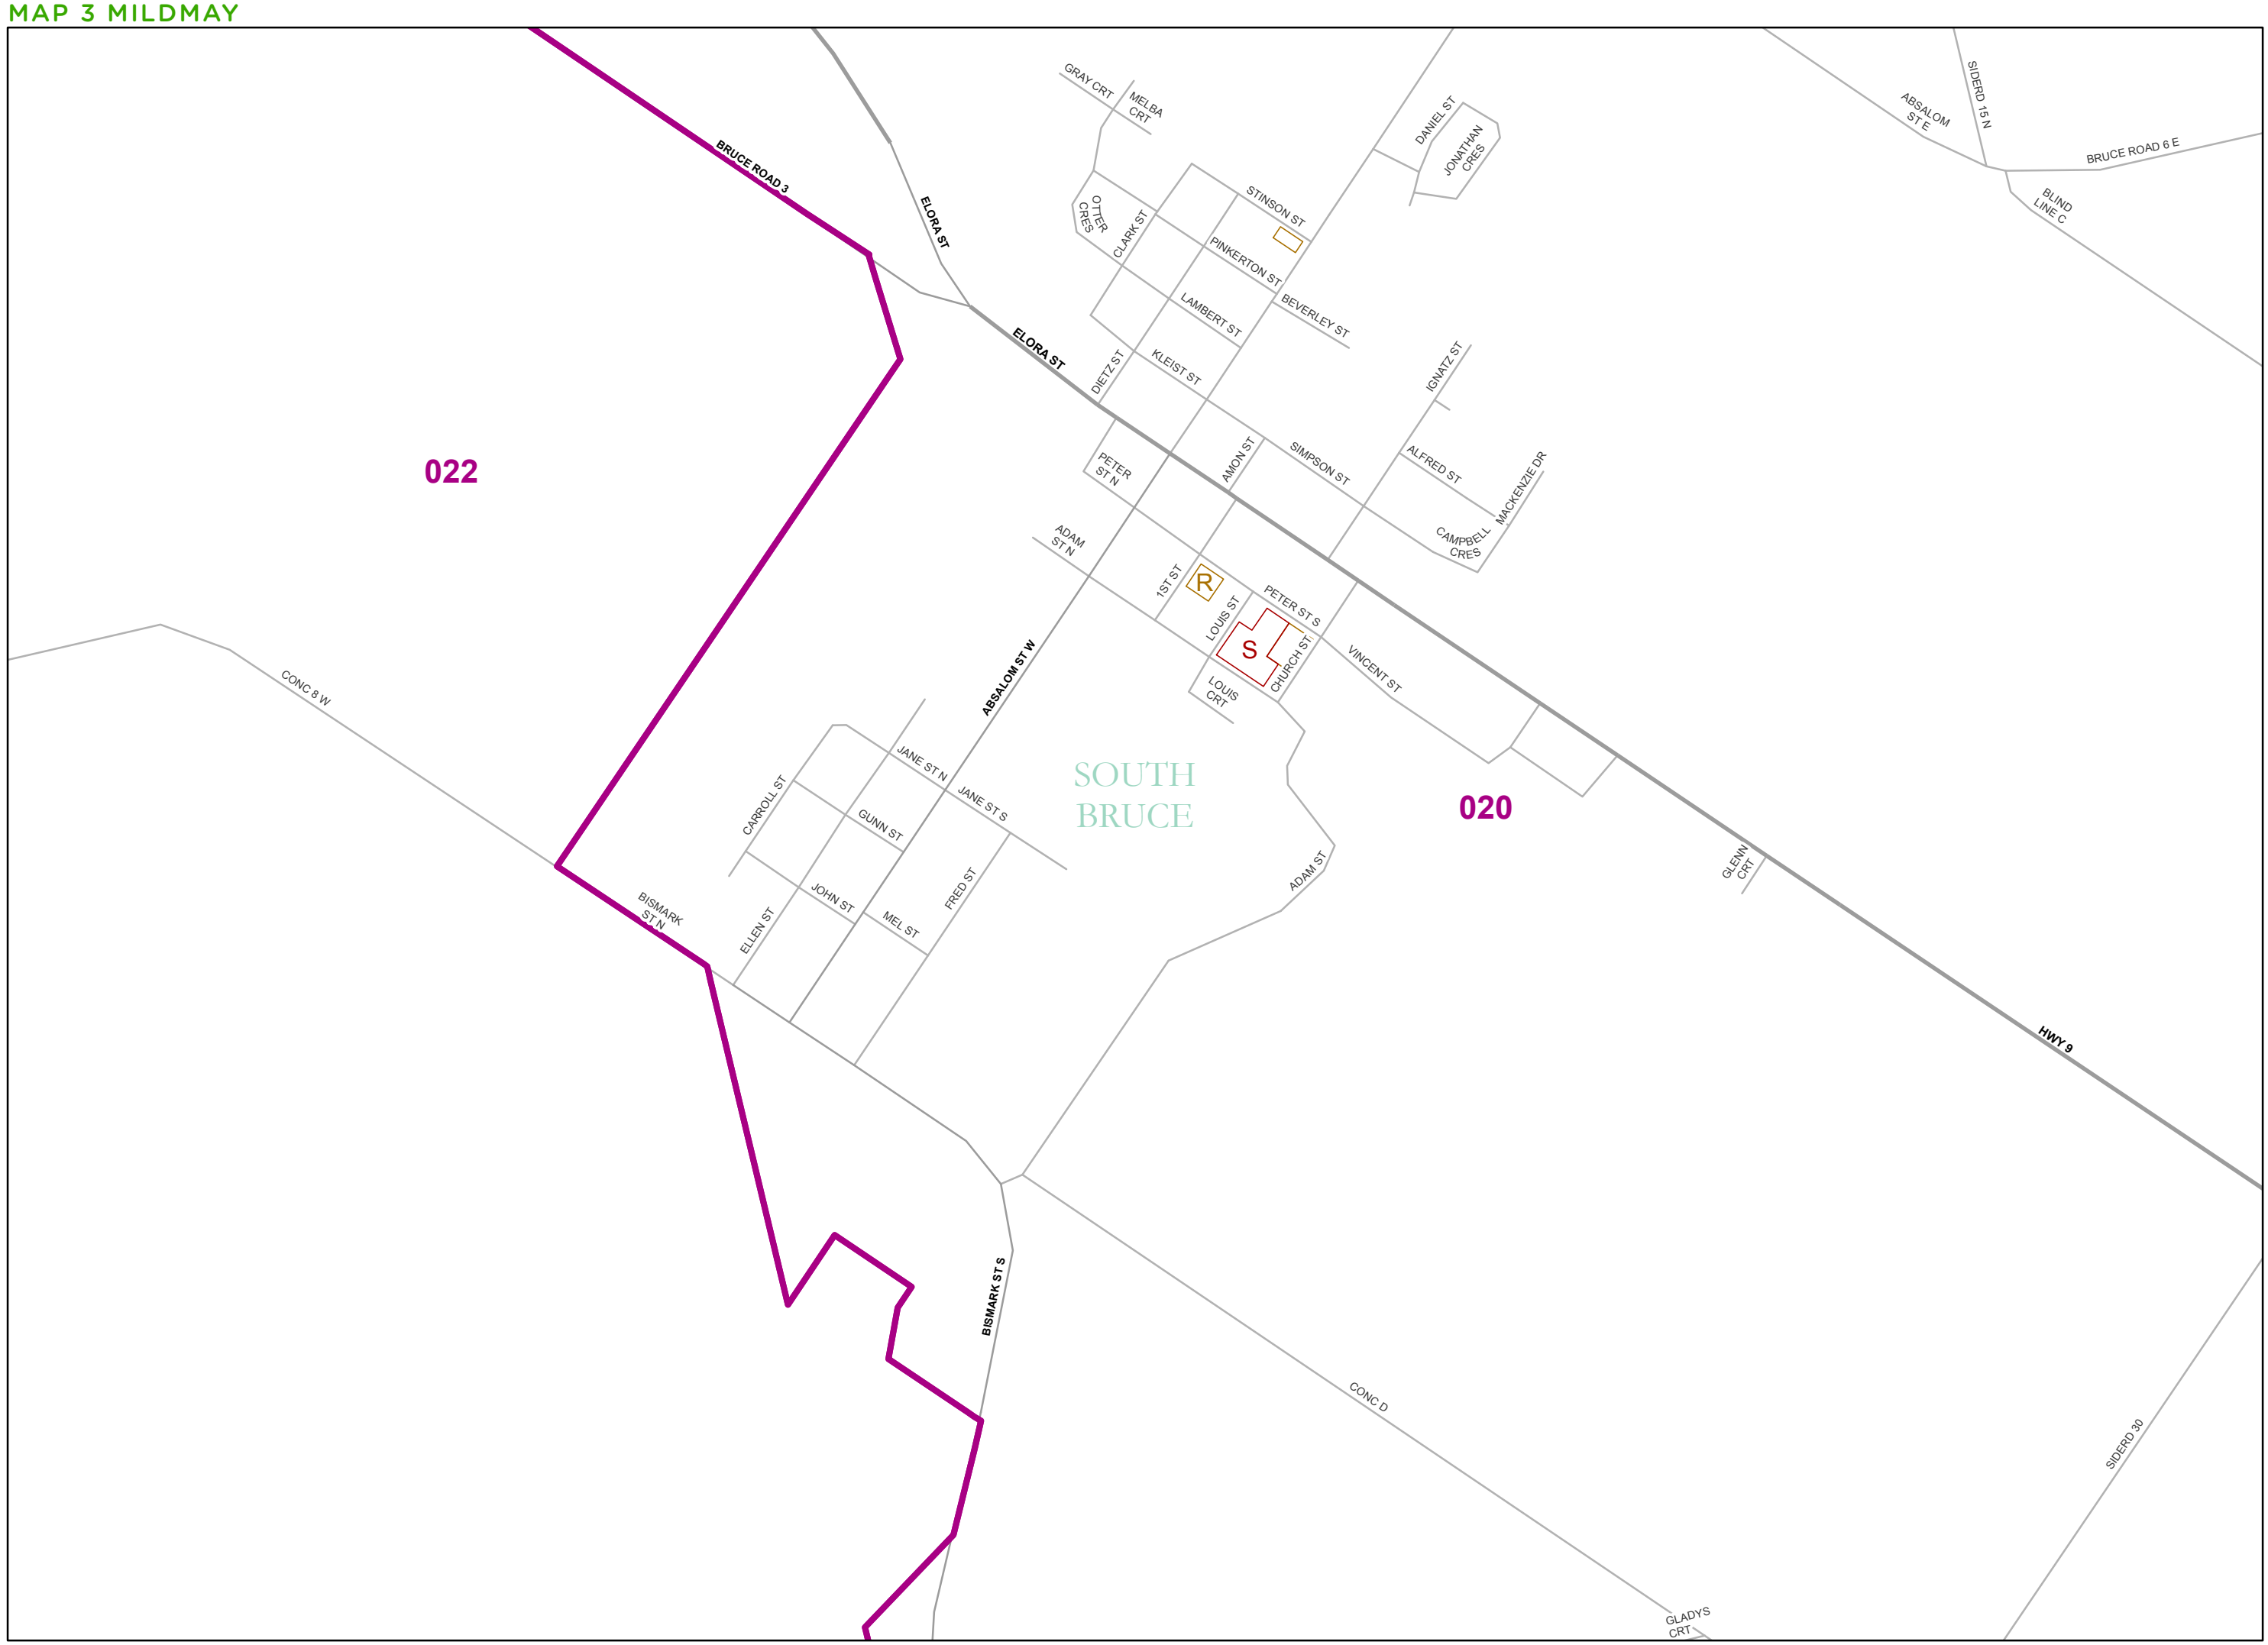 MAP 3 MILDMAY
GRAY CRT
MELBA
CRT
DANIEL ST
JONATHAN
CRES
SIDERD 15 N
ABSALOM
ST E
BRUCE ROAD 6 E
BLIND
LINE C
BRUCE ROAD 3
ELORA ST
OTTER
CRES
CLARK ST
STINSON ST
PINKERTON ST
LAMBERT ST
BEVERLEY ST
ELORA ST
DIETZ ST
KLEIST ST
IGNATZ ST
022
PETER
ST N
AMON ST
SIMPSON ST
ALFRED ST
MACKENZIE DR
CAMPBELL
CRES
ADAM
ST N
1ST ST
R
LOUIS ST
PETER ST S
S
CHURCH ST
VINCENT ST
LOUIS
CRT
ABSALOM ST W
CONC 8 W
JANE ST N
JANE ST S
CARROLL ST
GUNN ST
SOUTH
BRUCE
020
GLENN
CRT
ADAM ST
FRED ST
JOHN ST
MEL ST
ELLEN ST
BISMARK
ST N
HWY 9
BISMARK ST S
CONC D
SIDERD 30
GLADYS
CRT